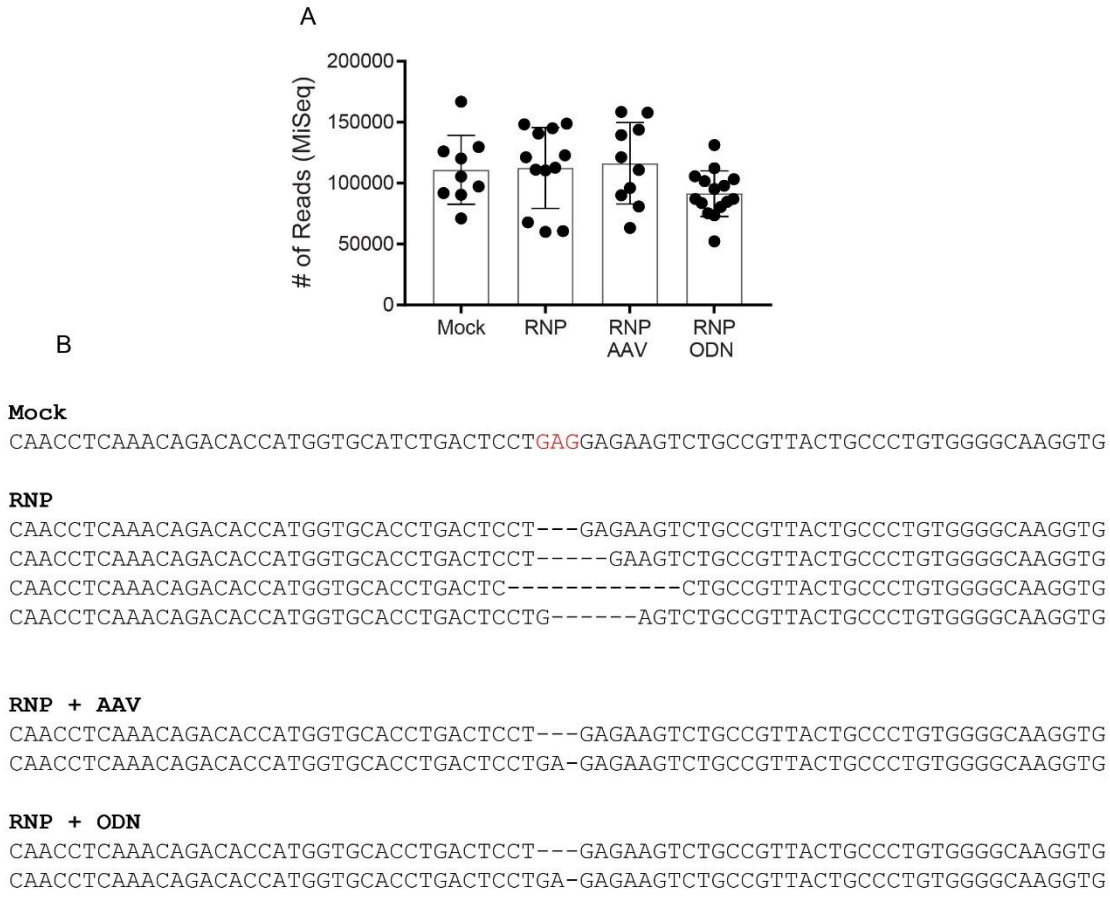 A
200000
150000
100000
50000
0
# of Reads (MiSeq)
Mock RNP RNP RNP
AAV ODN
B
Mock
CAACCTCAAACAGACACCATGGTGCATCTGACTCCTGAGGAGAAGTCTGCCGTTACTGCCCTGTGGGGCAAGGTG
RNP
CAACCTCAAACAGACACCATGGTGCACCTGACTCCT---GAGAAGTCTGCCGTTACTGCCCTGTGGGGCAAGGTG
CAACCTCAAACAGACACCATGGTGCACCTGACTCCT-----GAAGTCTGCCGTTACTGCCCTGTGGGGCAAGGTG
CAACCTCAAACAGACACCATGGTGCACCTGACTC------------CTGCCGTTACTGCCCTGTGGGGCAAGGTG
CAACCTCAAACAGACACCATGGTGCACCTGACTCCTG------AGTCTGCCGTTACTGCCCTGTGGGGCAAGGTG
RNP + AAV
CAACCTCAAACAGACACCATGGTGCACCTGACTCCT---GAGAAGTCTGCCGTTACTGCCCTGTGGGGCAAGGTG
CAACCTCAAACAGACACCATGGTGCACCTGACTCCTGA-GAGAAGTCTGCCGTTACTGCCCTGTGGGGCAAGGTG
RNP + ODN
CAACCTCAAACAGACACCATGGTGCACCTGACTCCT---GAGAAGTCTGCCGTTACTGCCCTGTGGGGCAAGGTG
CAACCTCAAACAGACACCATGGTGCACCTGACTCCTGA-GAGAAGTCTGCCGTTACTGCCCTGTGGGGCAAGGTG